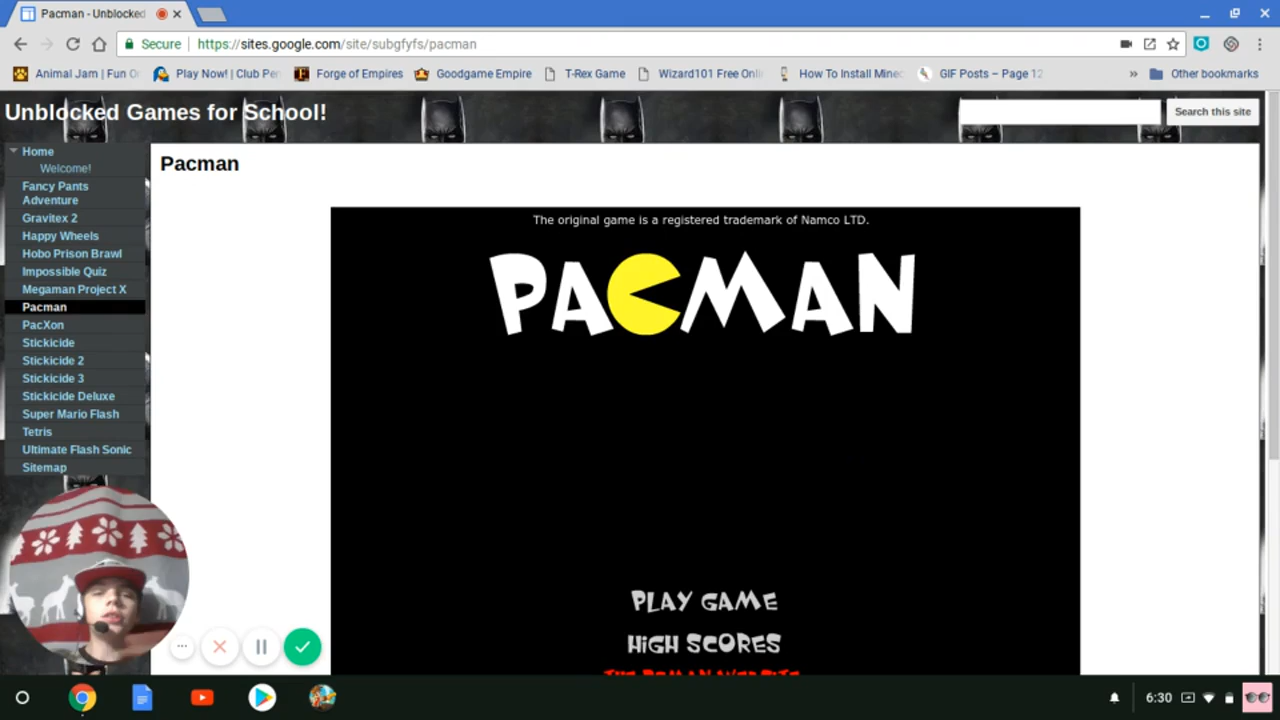 Pacman - Unblocked
Secure
https://sites.google.com/site/subgfyfs/pacman
Animal Jam | Fun O
Play Now! | Club Pen
Forge of Empires
Goodgame Empire
T-Rex Game
Wizard101 Free Onli
How To Install Minec
GIF Posts – Page 12
»
Other bookmarks
Unblocked Games for School!
Search this site
Home
Welcome!
Fancy Pants
Adventure
Gravitex 2
Happy Wheels
Hobo Prison Brawl
Impossible Quiz
Megaman Project X
Pacman
PacXon
Stickicide
Stickicide 2
Stickicide 3
Stickicide Deluxe
Super Mario Flash
Tetris
Ultimate Flash Sonic
Sitemap
Pacman
The original game is a registered trademark of Namco LTD.
PACMAN
PLAY GAME
HIGH SCORES
6:30